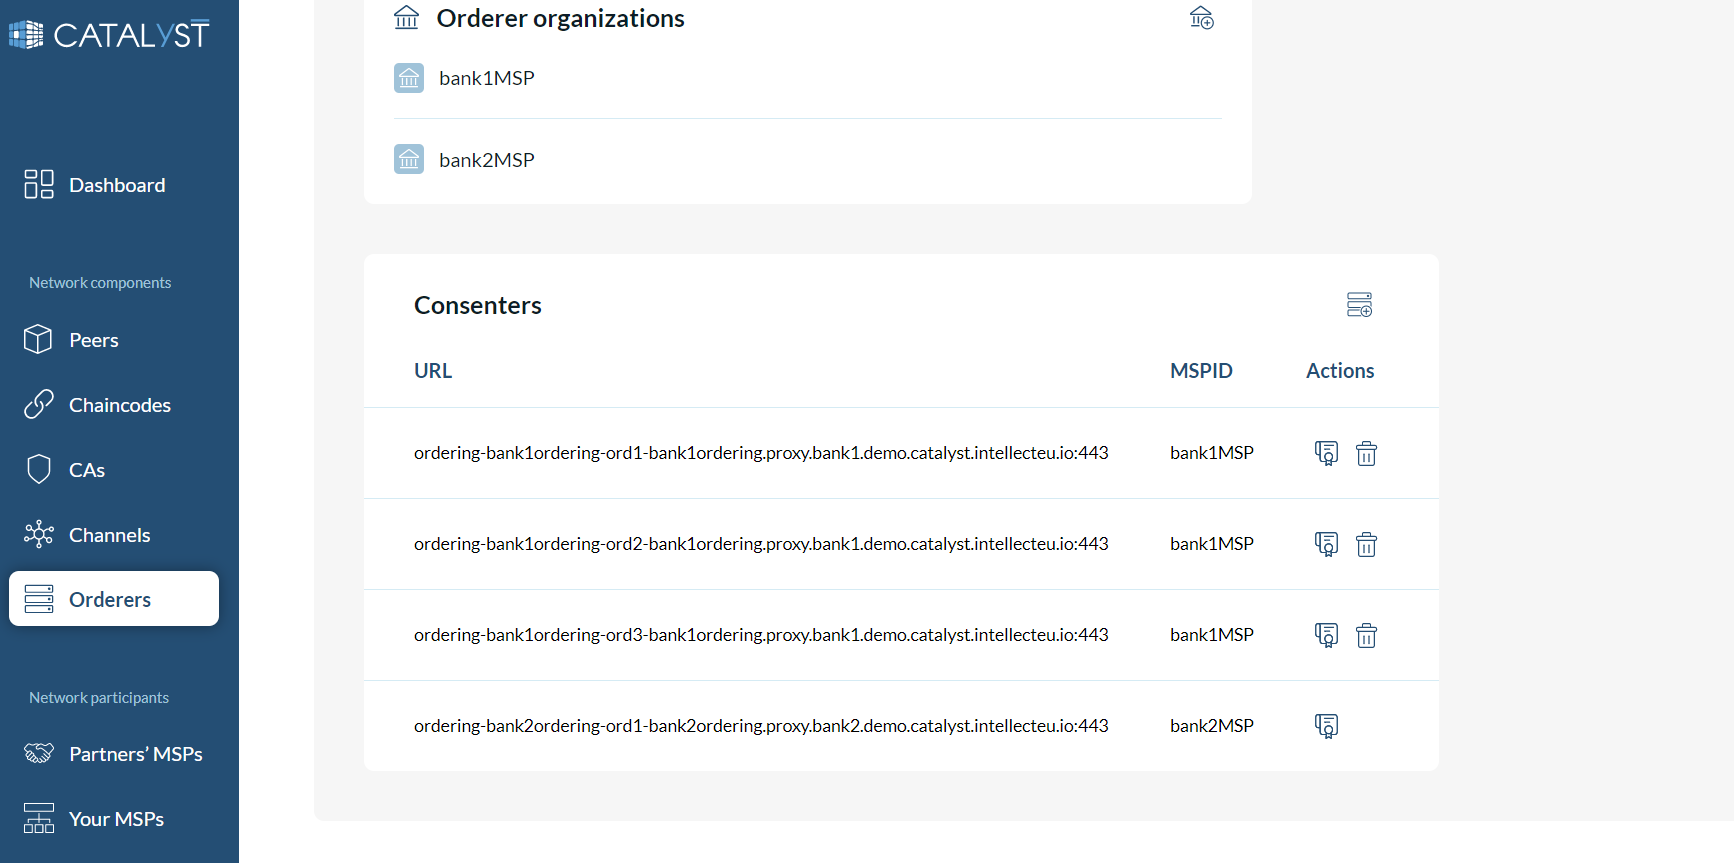 CATALYST
Dashboard
Network components
Peers
Chaincodes
CAs
Channels
Orderers
Network participants
Partners’ MSPs
Your MSPs
Orderer organizations
bank1MSP
bank2MSP
Consenters
URL MSPID Actions
ordering-bank1ordering-ord1-bank1ordering.proxy.bank1.demo.catalyst.intellecteu.io:443 bank1MSP
ordering-bank1ordering-ord2-bank1ordering.proxy.bank1.demo.catalyst.intellecteu.io:443 bank1MSP
ordering-bank1ordering-ord3-bank1ordering.proxy.bank1.demo.catalyst.intellecteu.io:443 bank1MSP
ordering-bank2ordering-ord1-bank2ordering.proxy.bank2.demo.catalyst.intellecteu.io:443 bank2MSP